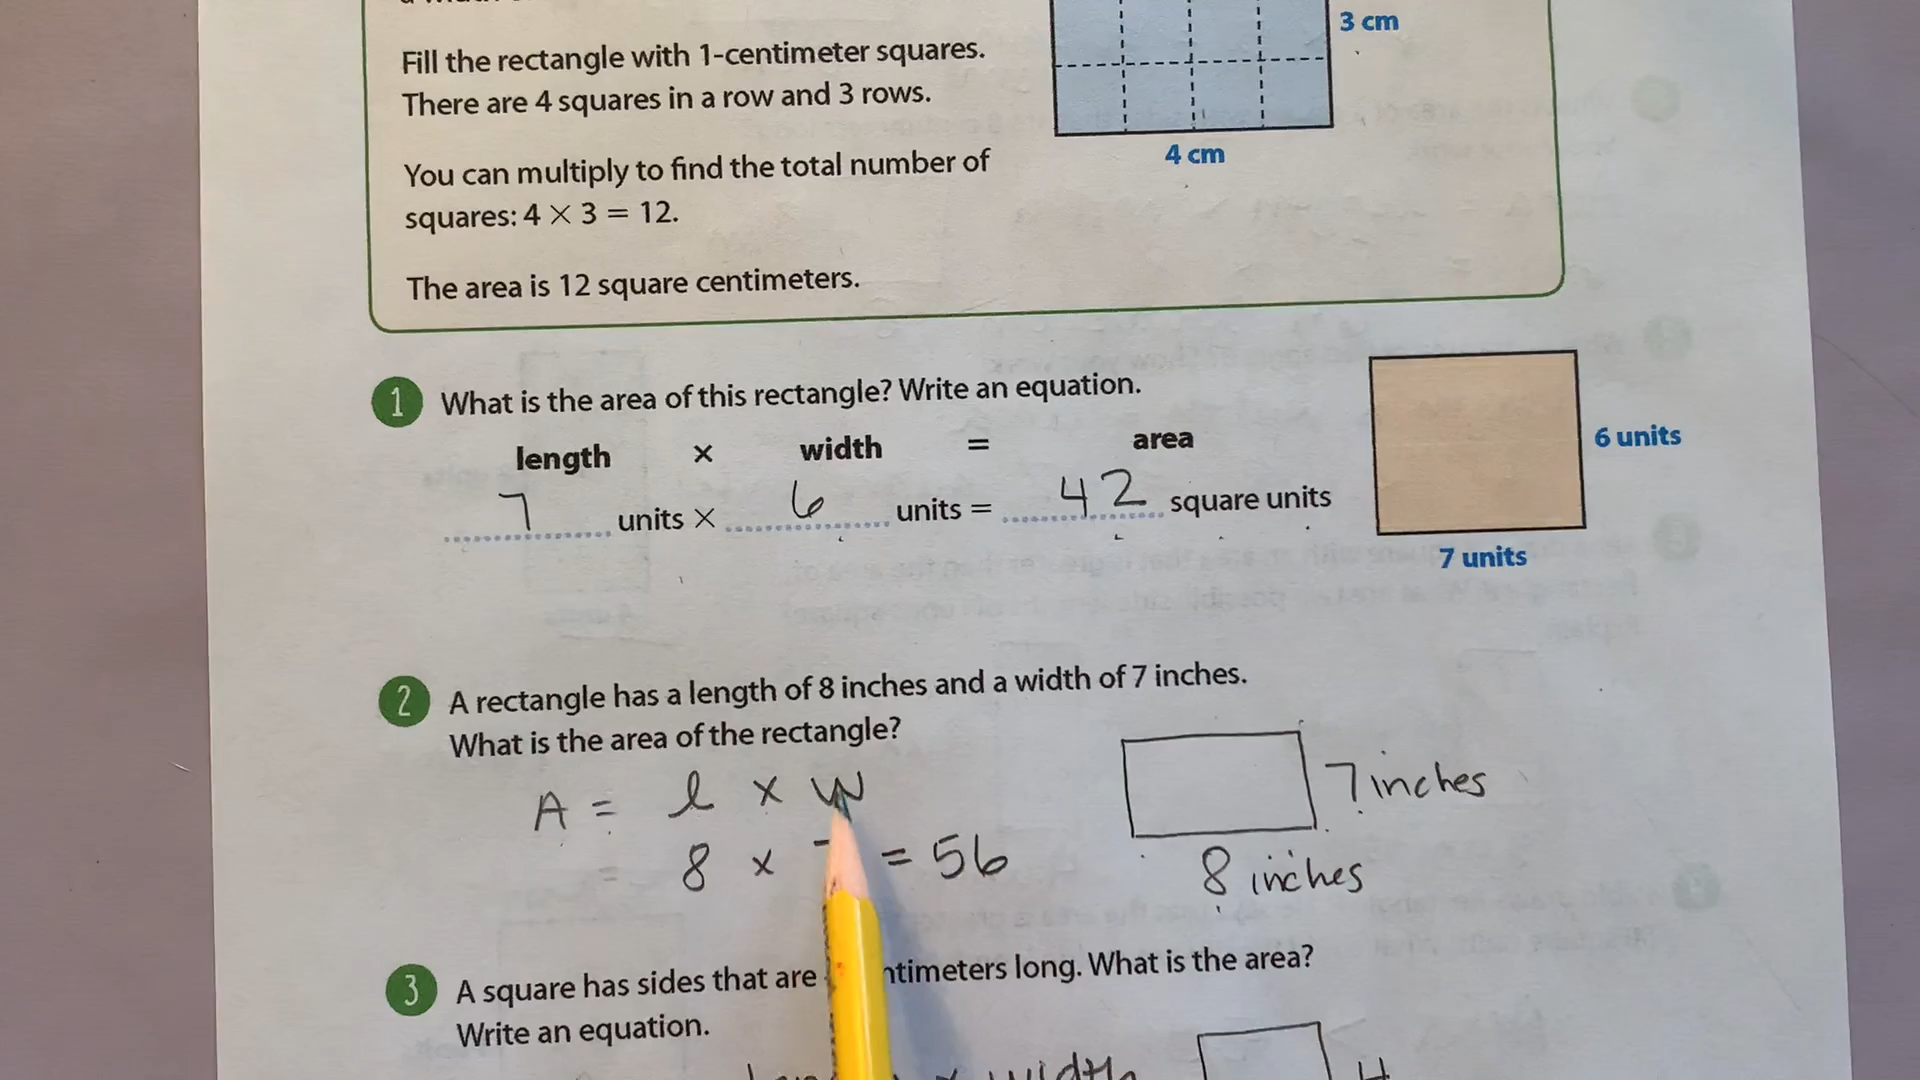 Fill the rectangle with 1-centimeter squares.
There are 4 squares in a row and 3 rows.
You can multiply to find the total number of
squares: 4 × 3 = 12.
The area is 12 square centimeters.
3 cm
4 cm
1 What is the area of this rectangle? Write an equation.
length × width = area
7 units × 6 units = 42 square units
6 units
7 units
2 A rectangle has a length of 8 inches and a width of 7 inches.
What is the area of the rectangle?
A = l × W
= 8 × = 56
7 inches
8 inches
3 A square has sides that are long. What is the area?
Write an equation.
× width
4